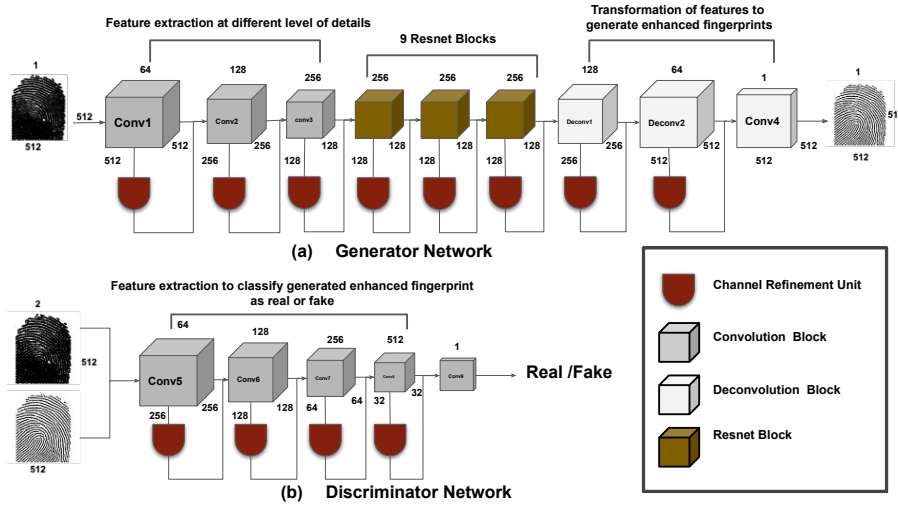 Feature extraction at different level of details
Transformation of features to
generate enhanced fingerprints
9 Resnet Blocks
1
64
128
256
256
256
256
128
64
1
1
512
Conv1
Conv2
conv3
Deconv1
Deconv2
Conv4
51
512
512
512
256
256
128
128
128
128
128
128
128
128
256
256
512
512
512
512
512
(a) Generator Network
Feature extraction to classify generated enhanced fingerprint
as real or fake
2
64
128
256
512
1
512
Conv5
Conv6
Conv7
Conv8
Conv9
Real /Fake
256
256
128
128
64
64
32
32
512
(b) Discriminator Network
Channel Refinement Unit
Convolution Block
Deconvolution Block
Resnet Block